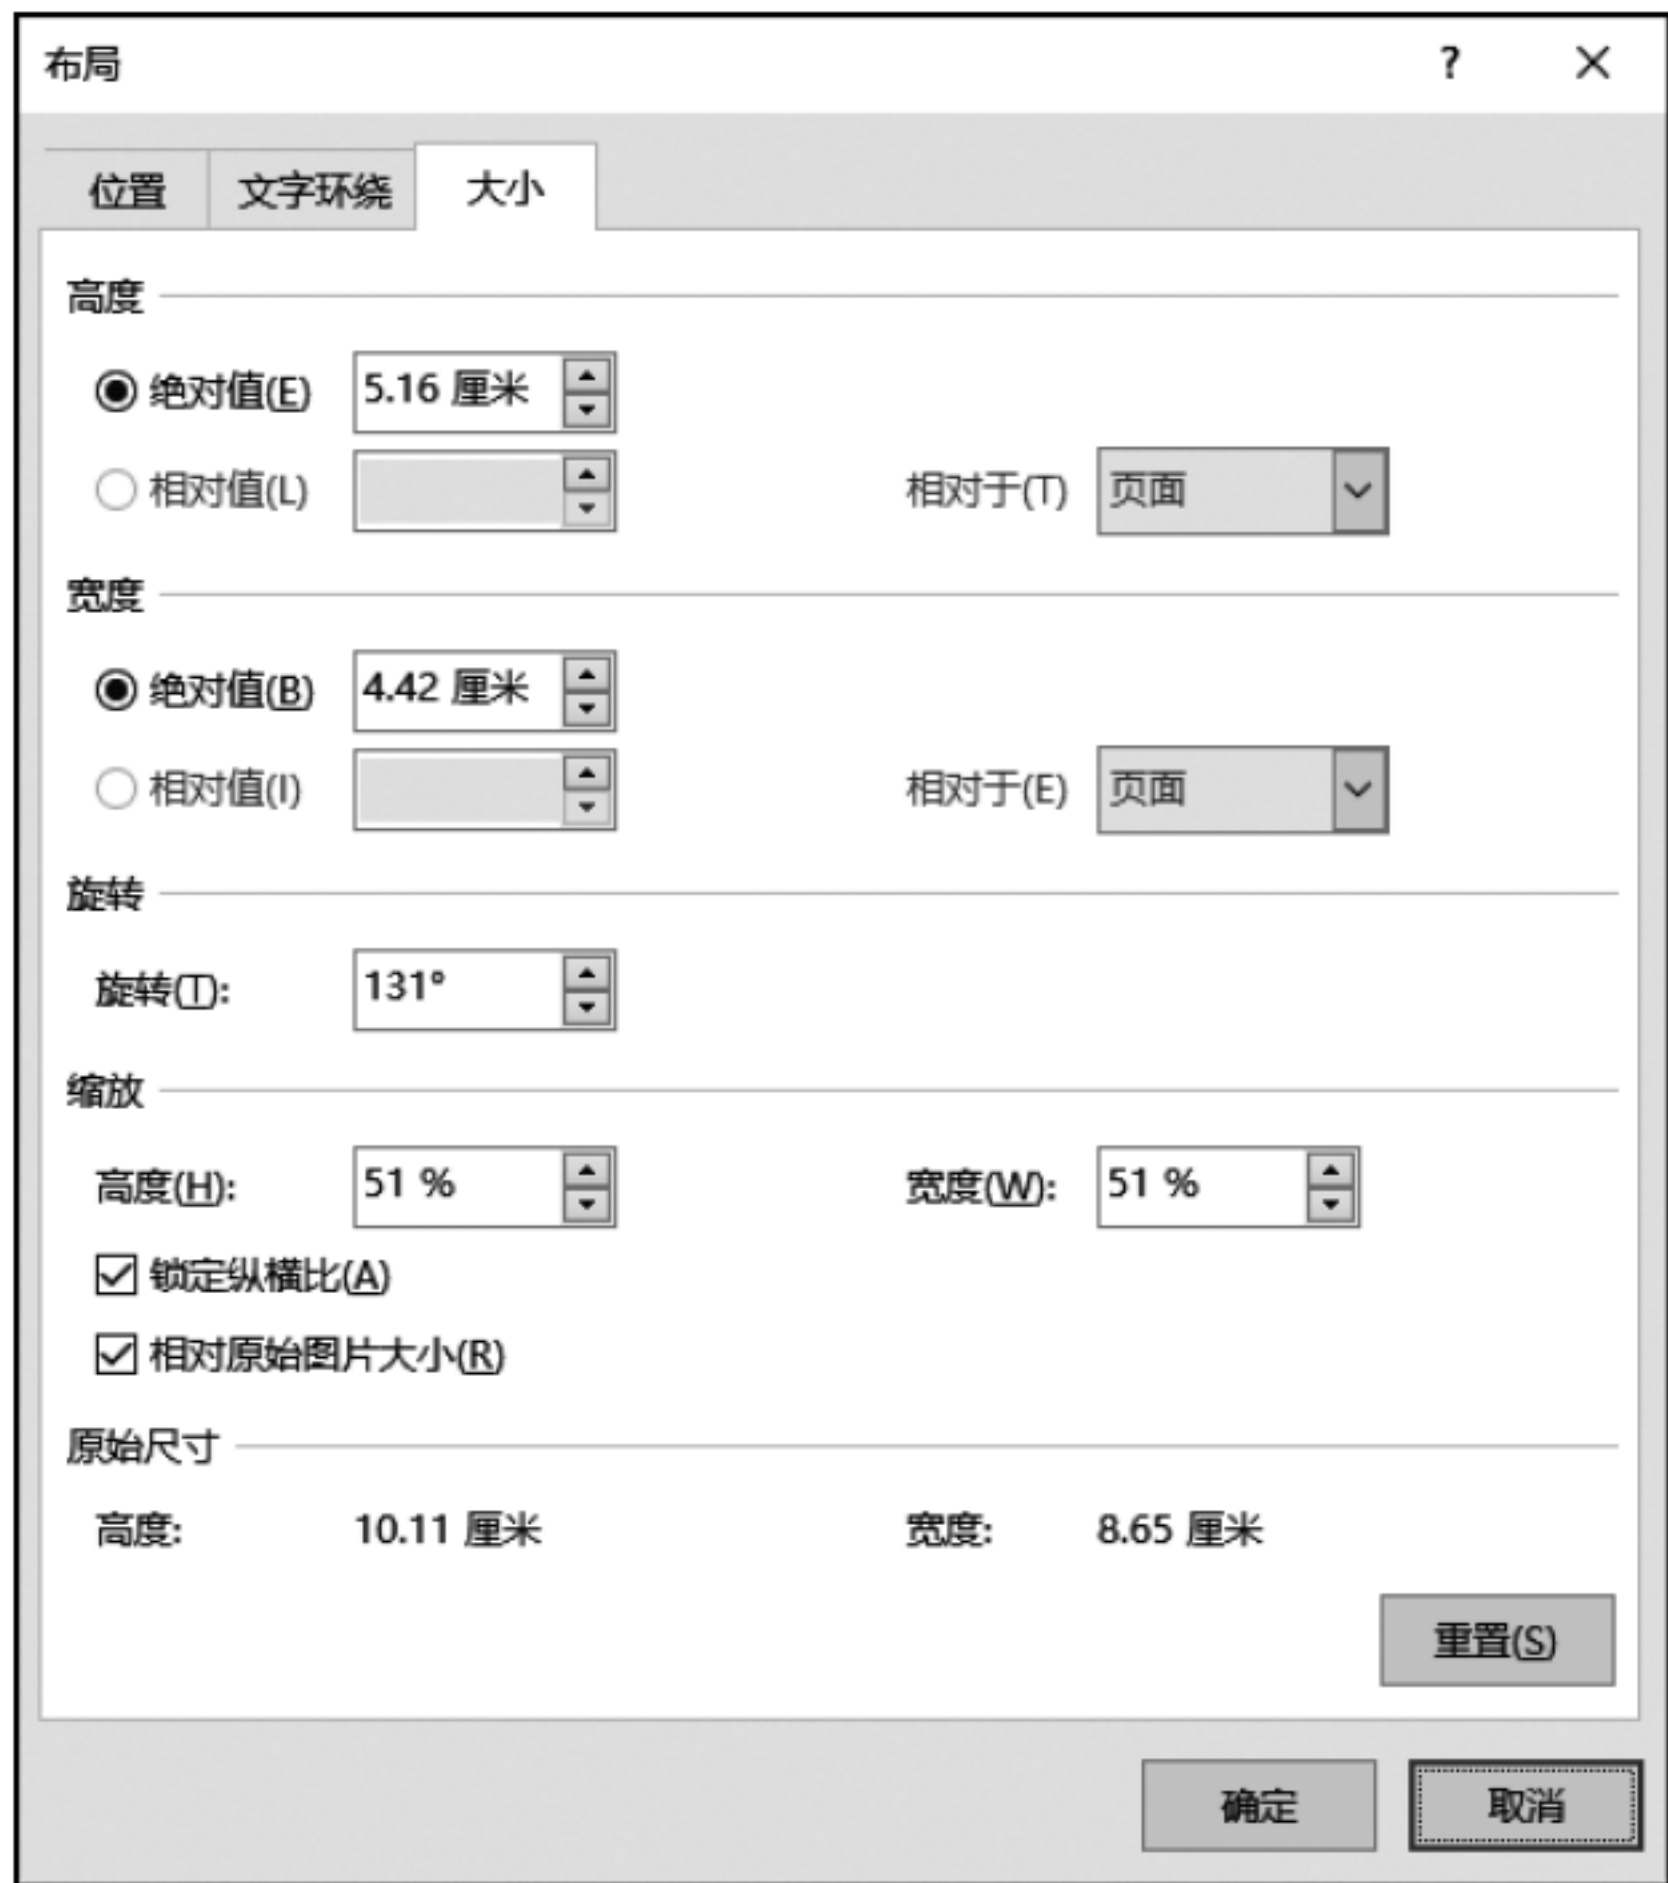 布局 ?
位置 文字环绕 大小
高度
绝对值(E) 5.16 厘米
相对值(L) 相对于(T) 页面
宽度
绝对值(B) 4.42 厘米
相对值(I) 相对于(E) 页面
旋转
旋转(T): 131°
缩放
高度(H): 51 % 宽度(W): 51 %
锁定纵横比(A)
相对原始图片大小(R)
原始尺寸
高度: 10.11 厘米 宽度: 8.65 厘米
重置(S)
确定 取消